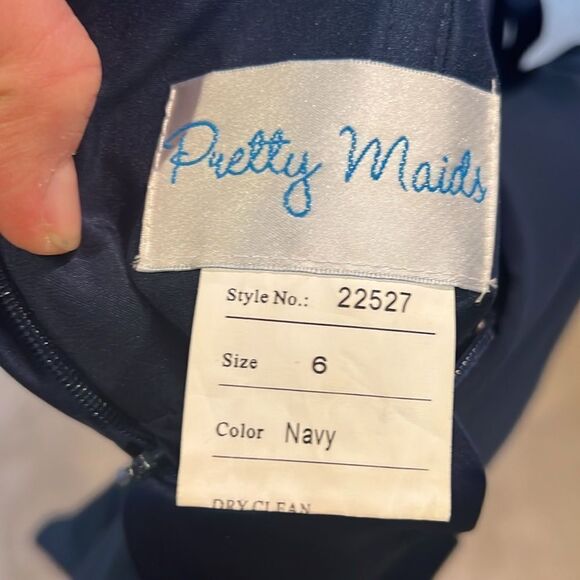 Pretty Maids
Style No.: 22527
Size 6
Color Navy
DRY CLEAN